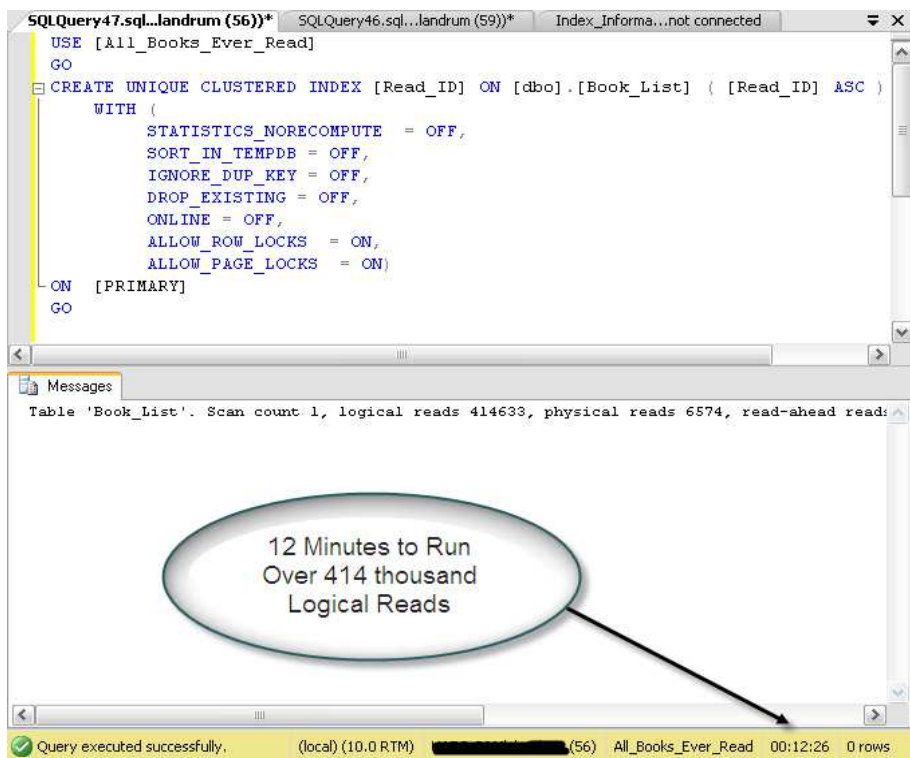 SQLQuery47.sql...landrum (56))* SQLQuery46.sql...landrum (59))* Index_Informa...not connected
USE [All_Books_Ever_Read]
GO
CREATE UNIQUE CLUSTERED INDEX [Read_ID] ON [dbo].[Book_List] ( [Read_ID] ASC )
WITH (
STATISTICS_NORECOMPUTE = OFF,
SORT_IN_TEMPDB = OFF,
IGNORE_DUP_KEY = OFF,
DROP_EXISTING = OFF,
ONLINE = OFF,
ALLOW_ROW_LOCKS = ON,
ALLOW_PAGE_LOCKS = ON)
ON [PRIMARY]
GO
Messages
Table 'Book_List'. Scan count 1, logical reads 414633, physical reads 6574, read-ahead reads
12 Minutes to Run
Over 414 thousand
Logical Reads
Query executed successfully. (local) (10.0 RTM) (56) All_Books_Ever_Read 00:12:26 0 rows